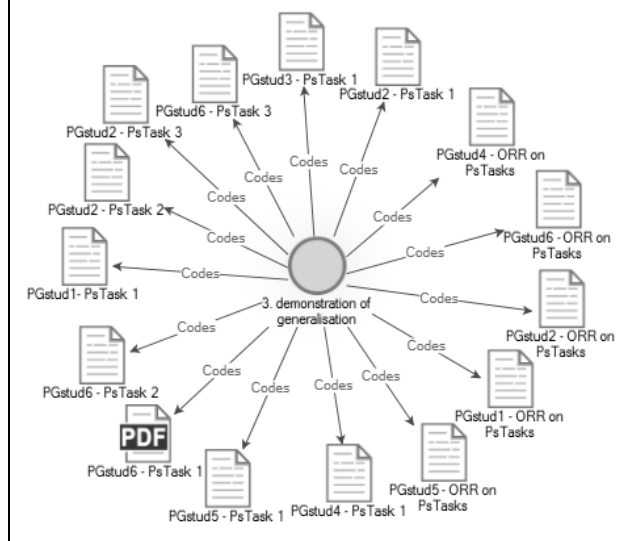 PGstud3 - PsTask 1
PGstud6 - PsTask 3
PGstud2 - PsTask 1
PGstud2 - PsTask 3
PGstud4 - ORR on
PsTasks
Codes
Codes
Codes
Codes
Codes
PGstud2 - PsTask 2
Codes
Codes
PGstud6 - ORR on
PsTasks
Codes
PGstud1- PsTask 1
Codes
3. demonstration of
generalisation
PGstud2 - ORR on
PsTasks
Codes
Codes
PGstud6 - PsTask 2
Codes
Codes
Codes
Codes
PGstud1 - ORR on
PsTasks
PDF
PGstud6 - PsTask 1
PGstud5 - PsTask 1
PGstud4 - PsTask 1
PGstud5 - ORR on
PsTasks